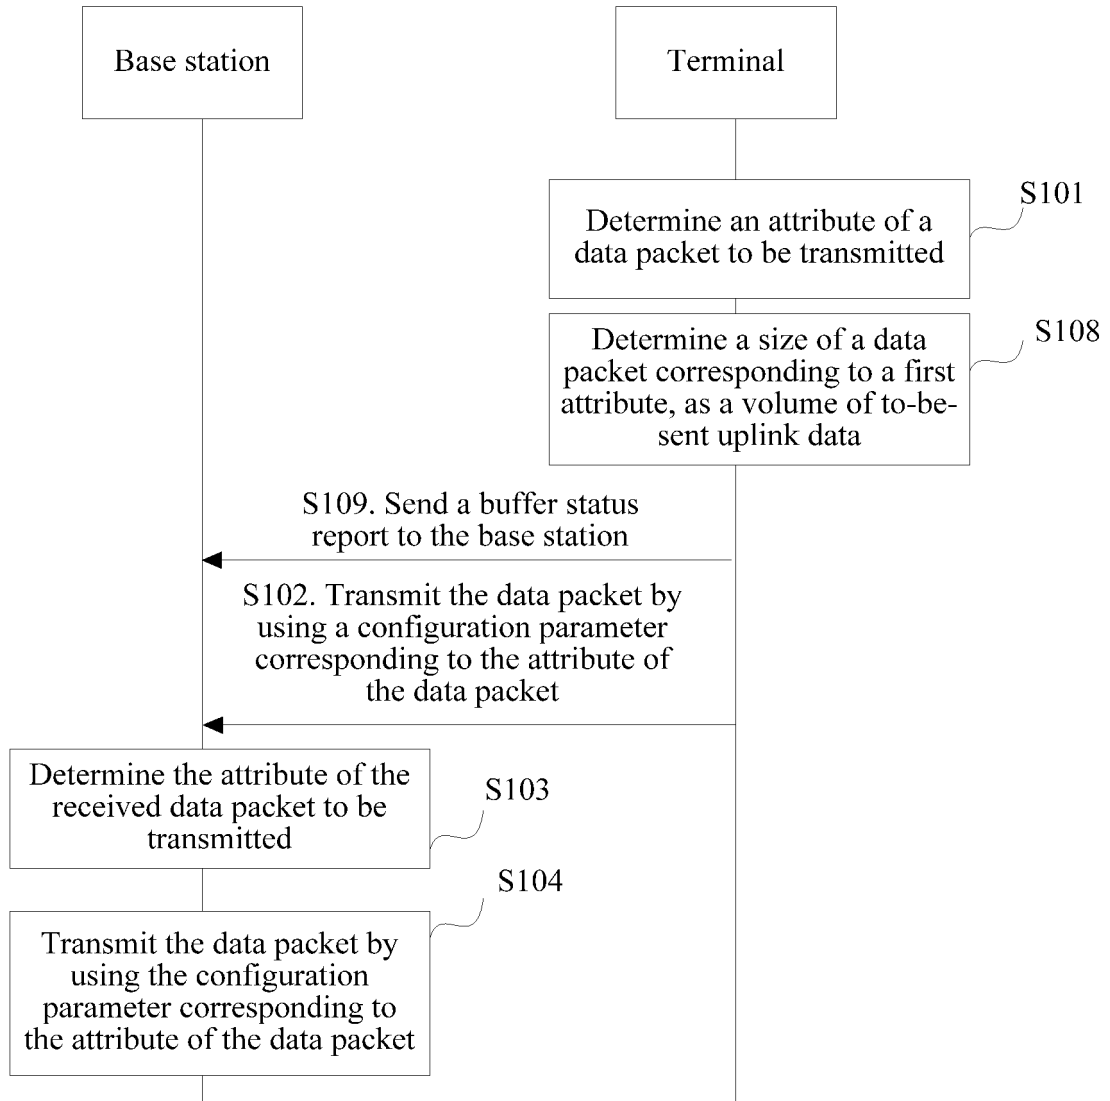 Base station
Terminal
S101
Determine an attribute of a
data packet to be transmitted
S108
Determine a size of a data
packet corresponding to a first
attribute, as a volume of to-be-
sent uplink data
S109. Send a buffer status
report to the base station
S102. Transmit the data packet by
using a configuration parameter
corresponding to the attribute of
the data packet
Determine the attribute of the
received data packet to be
transmitted
S103
S104
Transmit the data packet by
using the configuration
parameter corresponding to
the attribute of the data packet